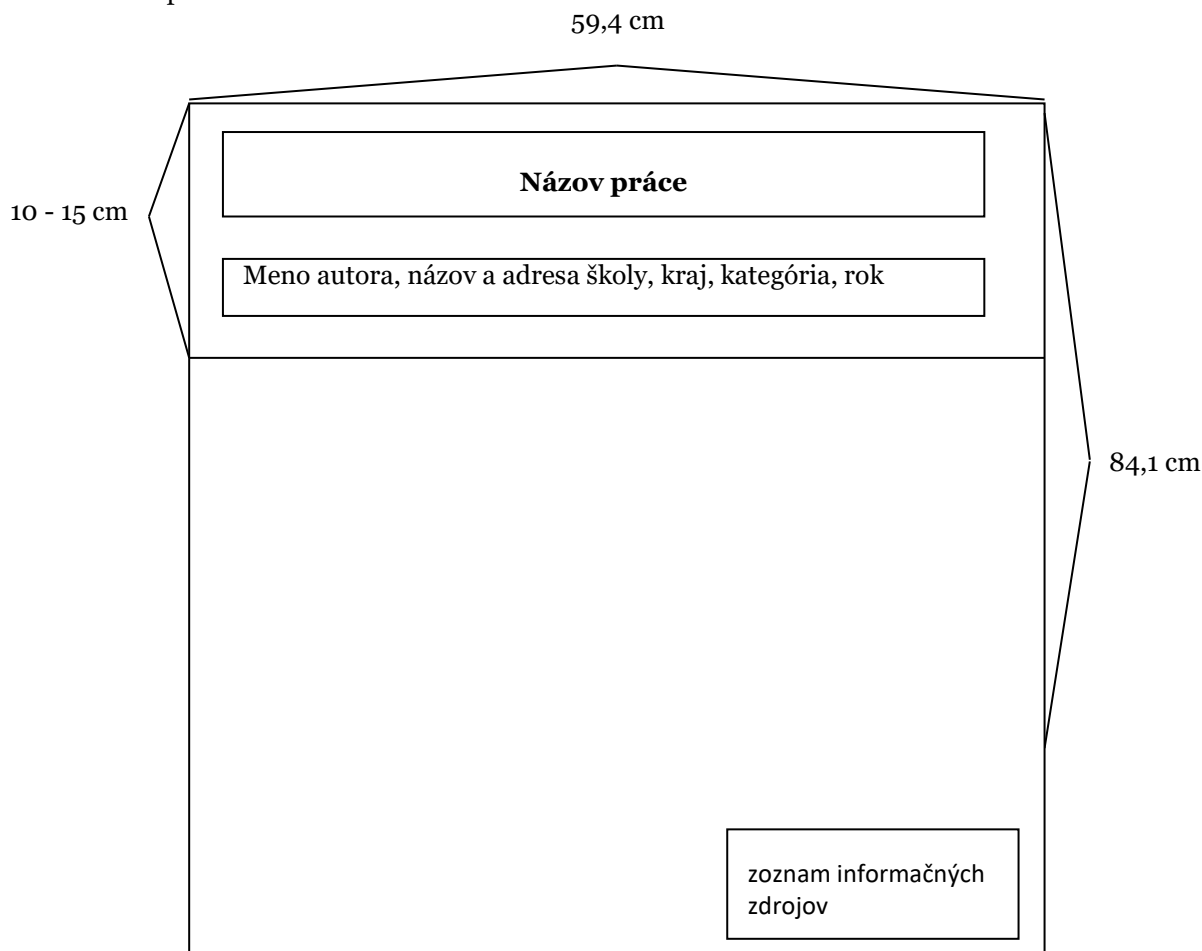 59,4 cm
Názov práce
10 - 15 cm
Meno autora, názov a adresa školy, kraj, kategória, rok
84,1 cm
zoznam informačných
zdrojov